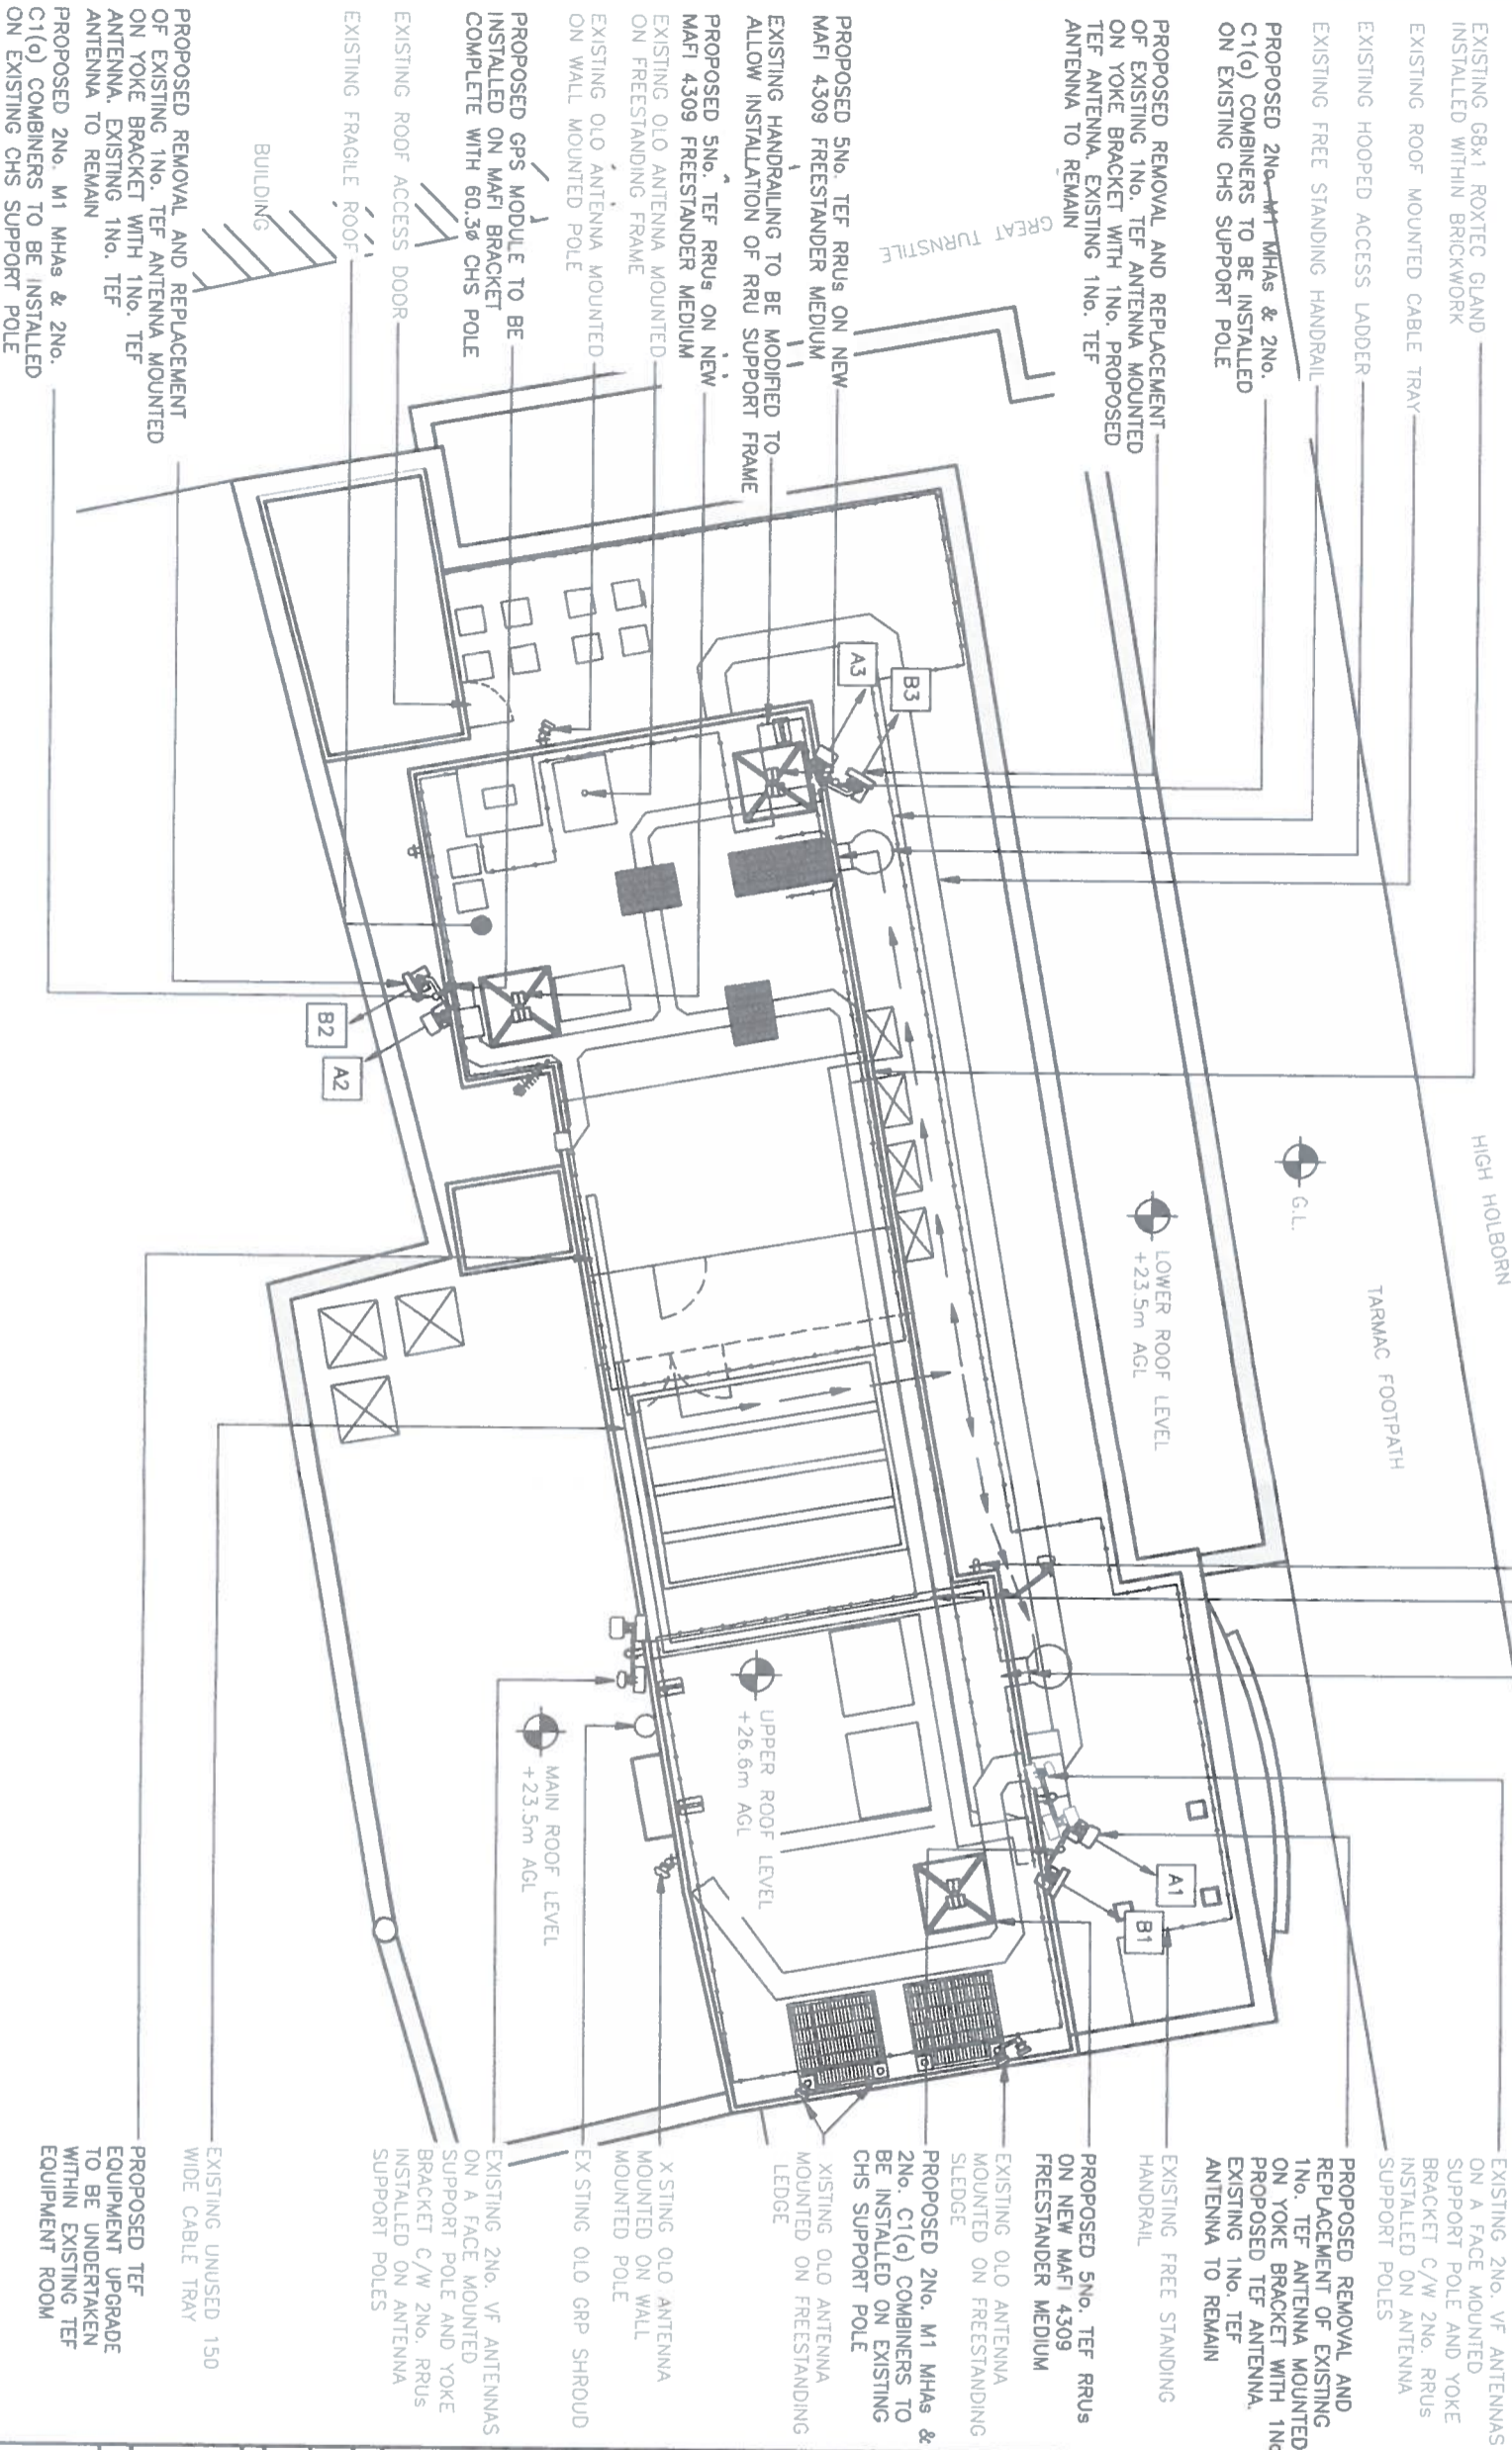 EXISTING G8x1 ROXTEC GLAND
INSTALLED WITHIN BRICKWORK
EXISTING ROOF MOUNTED CABLE TRAY
EXISTING HOOPED ACCESS LADDER
EXISTING FREE STANDING HANDRAIL
PROPOSED 2No. M1 MHAs & 2No.
C1(a) COMBINERS TO BE INSTALLED
ON EXISTING CHS SUPPORT POLE
PROPOSED REMOVAL AND REPLACEMENT
OF EXISTING 1No. TEF ANTENNA MOUNTED
ON YOKE BRACKET WITH 1No. PROPOSED
TEF ANTENNA. EXISTING 1No. TEF
ANTENNA TO REMAIN
GREAT TURNSTILE
PROPOSED 5No. TEF RRUs ON NEW
MAFI 4309 FREESTANDER MEDIUM
EXISTING HANDRAILING TO BE MODIFIED TO
ALLOW INSTALLATION OF RRU SUPPORT FRAME
PROPOSED 5No. TEF RRUs ON NEW
MAFI 4309 FREESTANDER MEDIUM
EXISTING OLO ANTENNA MOUNTED
ON FREESTANDING FRAME
EXISTING OLO ANTENNA MOUNTED
ON WALL MOUNTED POLE
PROPOSED GPS MODULE TO BE
INSTALLED ON MAFI BRACKET
COMPLETE WITH 60.3ø CHS POLE
EXISTING ROOF ACCESS DOOR
EXISTING FRAGILE ROOF
BUILDING
PROPOSED REMOVAL AND REPLACEMENT
OF EXISTING 1No. TEF ANTENNA MOUNTED
ON YOKE BRACKET WITH 1No. TEF
ANTENNA. EXISTING 1No. TEF
ANTENNA TO REMAIN
PROPOSED 2No. M1 MHAs & 2No.
C1(a) COMBINERS TO BE INSTALLED
ON EXISTING CHS SUPPORT POLE
A3
B3
B2
A2
HIGH HOLBORN
G.L.
TARMAC FOOTPATH
LOWER ROOF LEVEL
+23.5m AGL
UPPER ROOF LEVEL
+26.6m AGL
MAIN ROOF LEVEL
+23.5m AGL
A1
B1
EXISTING 2No. VF ANTENNAS
ON A FACE MOUNTED
SUPPORT POLE AND YOKE
BRACKET C/W 2No. RRUs
INSTALLED ON ANTENNA
SUPPORT POLES
PROPOSED REMOVAL AND
REPLACEMENT OF EXISTING
1No. TEF ANTENNA MOUNTED
ON YOKE BRACKET WITH 1No
PROPOSED TEF ANTENNA.
EXISTING 1No. TEF
ANTENNA TO REMAIN
EXISTING FREE STANDING
HANDRAIL
PROPOSED 5No. TEF RRUs
ON NEW MAFI 4309
FREESTANDER MEDIUM
EXISTING OLO ANTENNA
MOUNTED ON FREESTANDING
SLEDGE
PROPOSED 2No. M1 MHAs &
2No. C1(a) COMBINERS TO
BE INSTALLED ON EXISTING
CHS SUPPORT POLE
XISTING OLO ANTENNA
MOUNTED ON FREESTANDING
LEDGE
X STING OLO ANTENNA
MOUNTED ON WALL
MOUNTED POLE
EX STING OLO GRP SHROUD
EXISTING 2No. VF ANTENNAS
ON A FACE MOUNTED
SUPPORT POLE AND YOKE
BRACKET C/W 2No. RRUs
INSTALLED ON ANTENNA
SUPPORT POLES
EXISTING UNUSED 150
WIDE CABLE TRAY
PROPOSED TEF
EQUIPMENT UPGRADE
TO BE UNDERTAKEN
WITHIN EXISTING TEF
EQUIPMENT ROOM